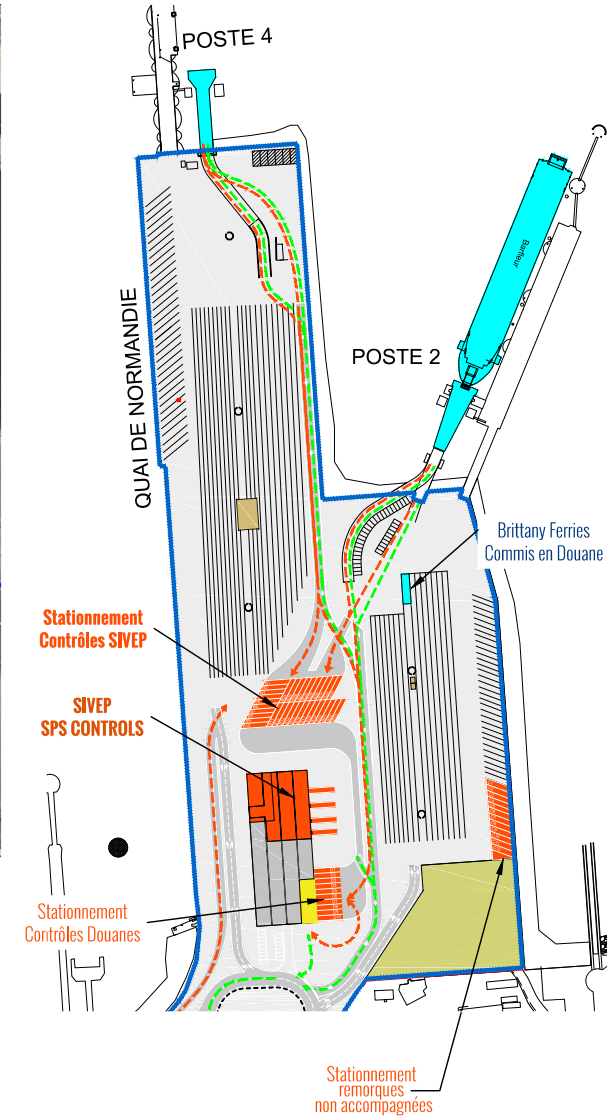 POSTE 4
Barfleur
POSTE 2
QUAI DE NORMANDIE
Brittany Ferries
Commis en Douane
Stationnement
Contrôles SIVEP
SIVEP
SPS CONTROLS
Stationnement
Contrôles Douanes
Stationnement
remorques
non accompagnées